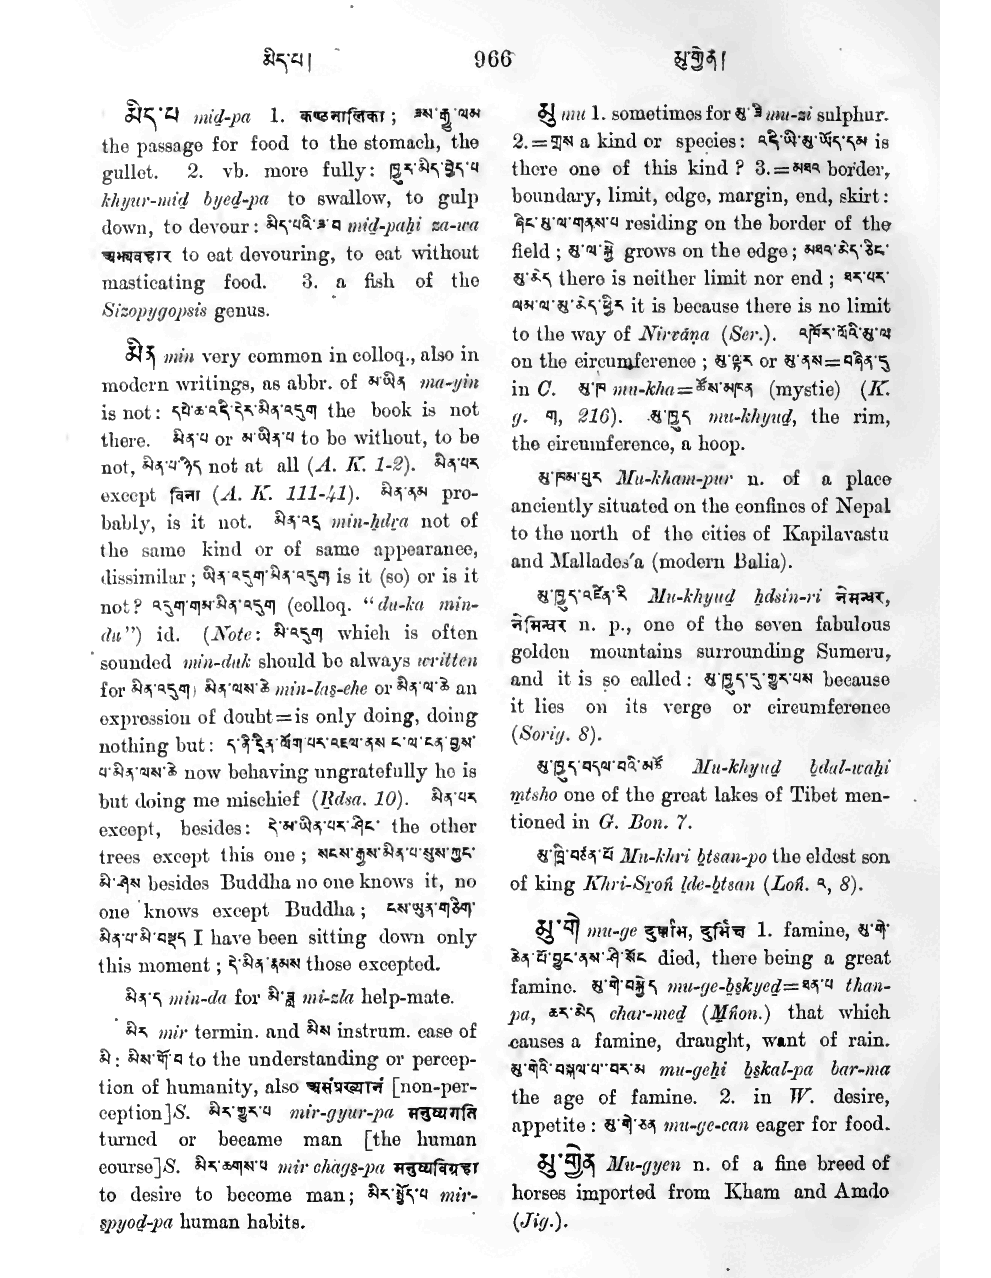 མིད་པ།
966
མུ་གྱེན།
མིད་པ mid-pa 1. कण्ठनालिका; ཟས་རྒྱུ་ལམ
the passage for food to the stomach, the
gullet. 2. vb. more fully: ཁྱུར་མིད་བྱེད་པ
khyur-mid byed-pa to swallow, to gulp
down, to devour: མིད་པའི་ཟ་བ mid-paḥi za-wa
अभ्यवहार to eat devouring, to eat without
masticating food. 3. a fish of the
Sizopygopsis genus.
མིན min very common in colloq., also in
modern writings, as abbr. of མ་ཡིན ma-yin
is not: དཔེ་ཆ་འདི་དེར་མིན་འདུག the book is not
there. མིན་པ or མ་ཡིན་པ to be without, to be
not, མིན་པ་ཉིད not at all (A. K. 1-2). མིན་པར
except विना (A. K. 111-41). མིན་ནམ pro-
bably, is it not. མིན་འདྲ min-ḥdra not of
the same kind or of same appearance,
dissimilar; ཡིན་འདུག་མིན་འདུག is it (so) or is it
not? འདུག་གམ་མིན་འདུག (colloq. "du-ka min-
du") id. (Note: མི་འདུག which is often
sounded min-duk should be always written
for མིན་འདུག) མིན་ལས་ཆེ min-las-che or མིན་ལ་ཆེ an
expression of doubt=is only doing, doing
nothing but: ད་ནི་དྲིན་ལོག་པར་འཇལ་ནས་ང་ལ་ངན་བྱས་
པ་མིན་ལས་ཆེ now behaving ungratefully he is
but doing me mischief (Rdsa. 10). མིན་པར
except, besides: དེ་མ་ཡིན་པར་ཤིང་ the other
trees except this one; སངས་རྒྱས་མིན་པ་སུས་ཀྱང་
མི་ཤེས besides Buddha no one knows it, no
one knows except Buddha; ངས་ཡུན་གཅིག་
མིན་པ་མི་བསྡད I have been sitting down only
this moment; དེ་མིན་རྣམས those excepted.
མིན་ད min-da for མི་ཟླ mi-zla help-mate.
མིར mir termin. and མིས instrum. case of
མི: མིས་གོ་བ to the understanding or percep-
tion of humanity, also असंप्रख्यानं [non-per-
ception]S. མིར་གྱུར་པ mir-gyur-pa मनुष्यगति
turned or became man [the human
course]S. མིར་ཆགས་པ mir chags-pa मनुष्यविग्रहा
to desire to become man; མིར་སྤྱོད་པ mir-
spyod-pa human habits.
མུ mu 1. sometimes for མུ་ཟི mu-zi sulphur.
2.=གྲས a kind or species: འདི་ཡི་མུ་ཡོད་དམ is
there one of this kind? 3.=མཐའ border,
boundary, limit, edge, margin, end, skirt:
ཞིང་མུ་ལ་གནས་པ residing on the border of the
field; མུ་ལ་སྐྱེ grows on the edge; མཐའ་མེད་ཅིང་
མུ་མེད there is neither limit nor end; ཐར་པར་
ལམ་ལ་མུ་མེད་ཕྱིར it is because there is no limit
to the way of Nirvāṇa (Ser.). འཁོར་ལོའི་མུ་ལ
on the circumference; མུ་ལྟར or མུ་ནས=བཞིན་དུ
in C. མུ་ཁ mu-kha=ཆོས་མཁན (mystic) (K.
g. ག, 216). མུ་ཁྱུད mu-khyud, the rim,
the circumference, a hoop.
མུ་ཁམ་པུར Mu-kham-pur n. of a place
anciently situated on the confines of Nepal
to the north of the cities of Kapilavastu
and Mallades'a (modern Balia).
མུ་ཁྱུད་འཛིན་རི Mu-khyud ḥdsin-ri नेमन्धर,
नेमिन्धर n. p., one of the seven fabulous
golden mountains surrounding Sumeru,
and it is so called: མུ་ཁྱུད་དུ་གྱུར་པས because
it lies on its verge or circumference
(Sorig. 8).
མུ་ཁྱུད་བདལ་བའི་མཚོ Mu-khyud bdal-waḥi
mtsho one of the great lakes of Tibet men-
tioned in G. Bon. 7.
མུ་ཁྲི་བཙན་པོ Mu-khri btsan-po the eldest son
of king Khri-Sroṅ lde-btsan (Loṅ. ༢, 8).
མུ་གེ mu-ge दुर्लाभ, दुर्भिक्ष 1. famine, མུ་གེ་
ཆེན་པོ་བྱུང་ནས་ཤི་སོང died, there being a great
famine. མུ་གེ་བསྐྱེད mu-ge-bskyed=ཐན་པ than-
pa, ཆར་མེད char-med (Mṅon.) that which
causes a famine, draught, want of rain.
མུ་གེའི་བསྐལ་པ་བར་མ mu-geḥi bskal-pa bar-ma
the age of famine. 2. in W. desire,
appetite: མུ་གེ་ཅན mu-ge-can eager for food.
མུ་གྱེན Mu-gyen n. of a fine breed of
horses imported from Kham and Amdo
(Jig.).